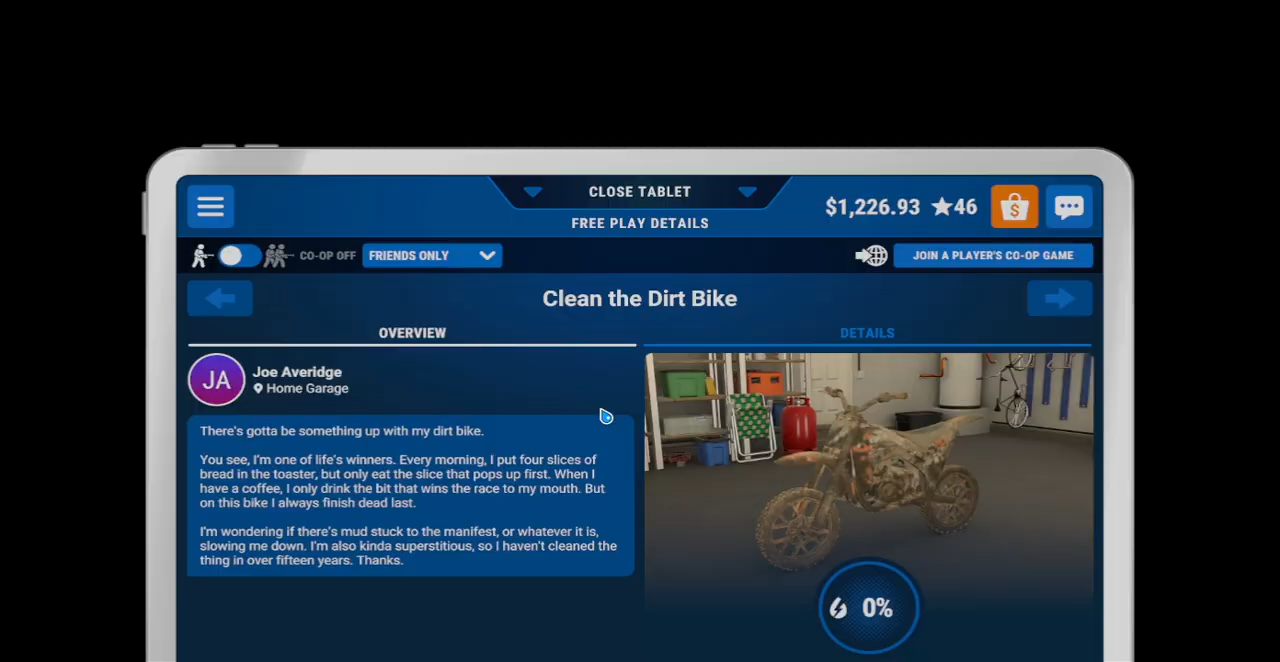 CLOSE TABLET
$1,226.93 ★46
FREE PLAY DETAILS
CO-OP OFF
FRIENDS ONLY
JOIN A PLAYER'S CO-OP GAME
Clean the Dirt Bike
OVERVIEW
DETAILS
JA
Joe Averidge
Home Garage
There's gotta be something up with my dirt bike.
You see, I'm one of life's winners. Every morning, I put four slices of
bread in the toaster, but only eat the slice that pops up first. When I
have a coffee, I only drink the bit that wins the race to my mouth. But
on this bike I always finish dead last.
I'm wondering if there's mud stuck to the manifest, or whatever it is,
slowing me down. I'm also kinda superstitious, so I haven't cleaned the
thing in over fifteen years. Thanks.
0%